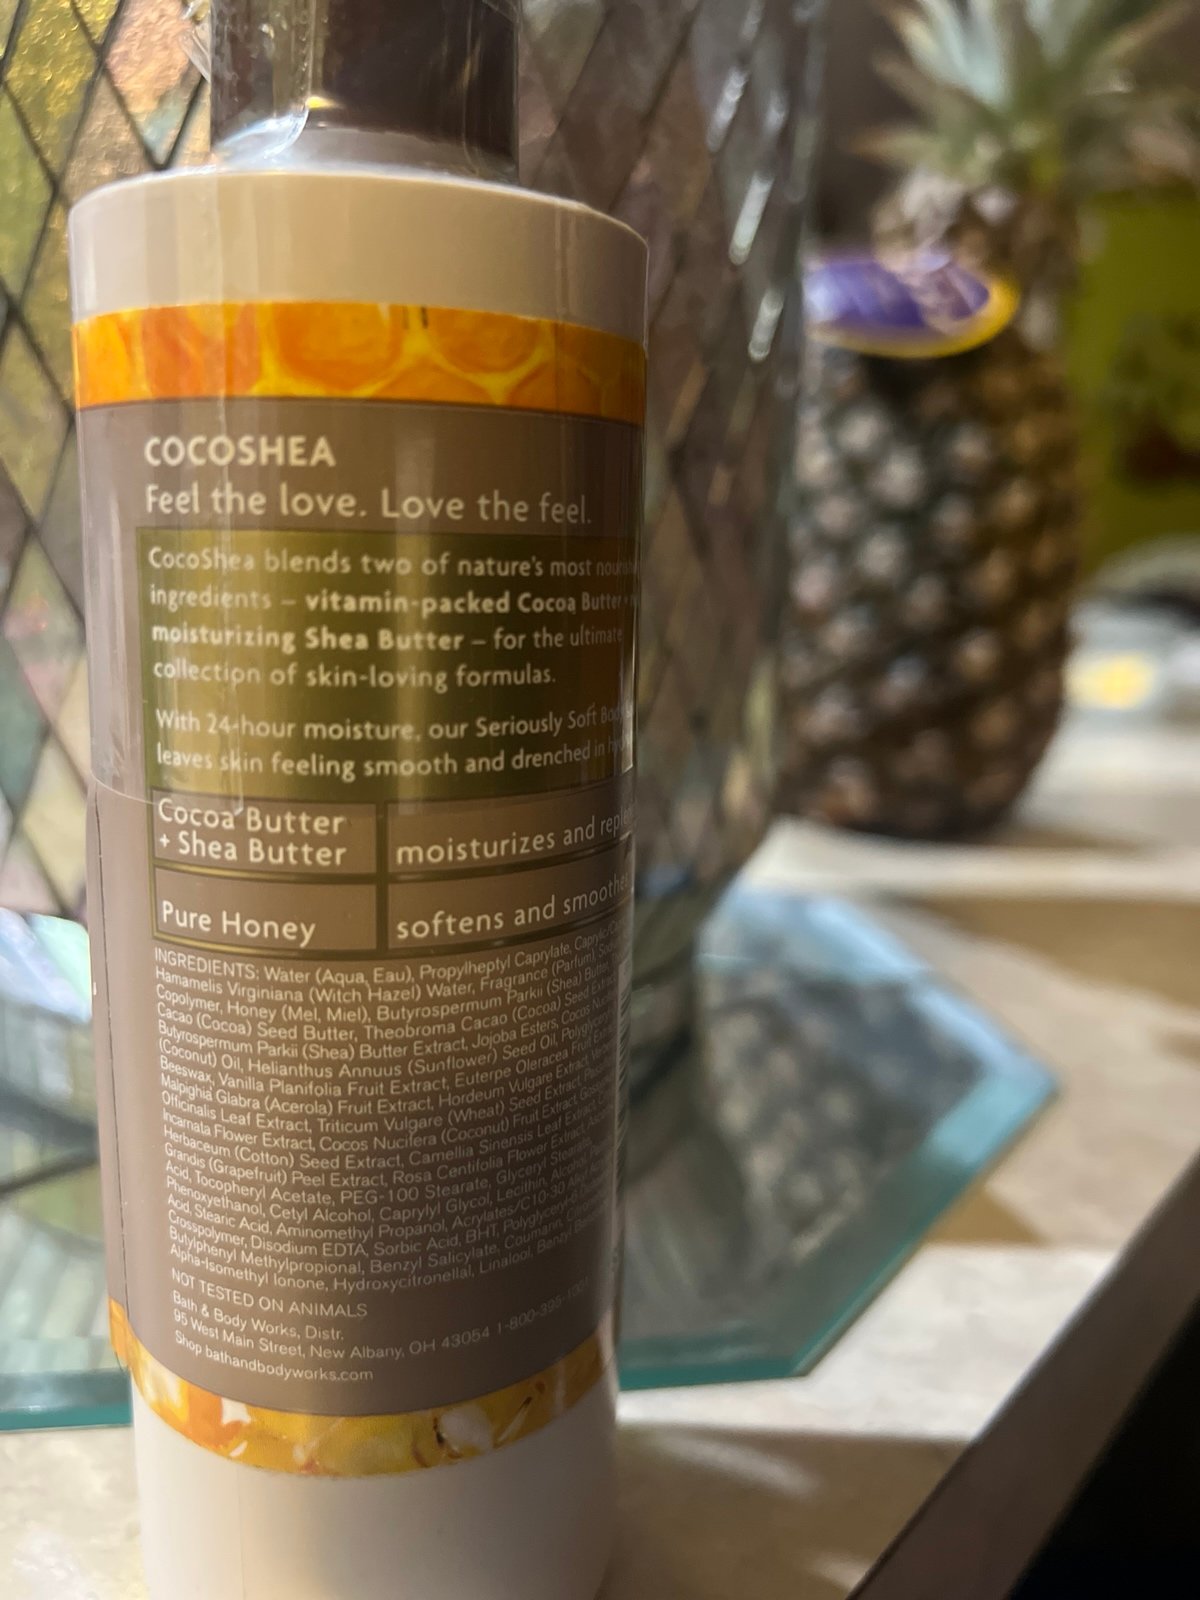 COCOSHEA
Feel the love. Love the feel.
CocoShea blends two of nature's most
ingredients – vitamin-packed Cocoa Butter +
moisturizing Shea Butter – for the ultimate
collection of skin-loving formulas.
With 24-hour moisture, our Seriously Soft Body
leaves skin feeling smooth and drenched in
Cocoa Butter
+ Shea Butter
moisturizes and
Pure Honey
softens and
INGREDIENTS: Water (Aqua, Eau), Propylheptyl Caprylate,
Hamamelis Virginiana (Witch Hazel) Water, Fragrance (Parfum),
Copolymer, Honey (Mel, Miel), Butyrospermum Parkii (Shea) Butter,
Cacao (Cocoa) Seed Butter, Theobroma Cacao (Cocoa) Seed
Butyrospermum Parkii (Shea) Butter Extract, Jojoba Esters, Cocos
(Coconut) Oil, Helianthus Annuus (Sunflower) Seed Oil,
Beeswax, Vanilla Planifolia Fruit Extract, Euterpe Oleracea Fruit
Malpighia Glabra (Acerola) Fruit Extract, Hordeum Vulgare Extract,
Officinalis Leaf Extract, Triticum Vulgare (Wheat) Seed Extract,
Incarnata Flower Extract, Cocos Nucifera (Coconut) Fruit Extract,
Herbaceum (Cotton) Seed Extract, Camellia Sinensis Leaf Extract,
Grandis (Grapefruit) Peel Extract, Rosa Centifolia Flower Extract,
Acid, Tocopheryl Acetate, PEG-100 Stearate, Glyceryl Stearate,
Phenoxyethanol, Cetyl Alcohol, Caprylyl Glycol, Lecithin, Alcohol,
Acid, Stearic Acid, Aminomethyl Propanol, Acrylates/C10-30
Crosspolymer, Disodium EDTA, Sorbic Acid, BHT,
Butylphenyl Methylpropional, Benzyl Salicylate, Coumarin,
Alpha-Isomethyl Ionone, Hydroxycitronellal, Linalool, Benzyl
NOT TESTED ON ANIMALS
Bath & Body Works, Distr.
95 West Main Street, New Albany, OH 43054 1-800-395-1001
Shop bathandbodyworks.com